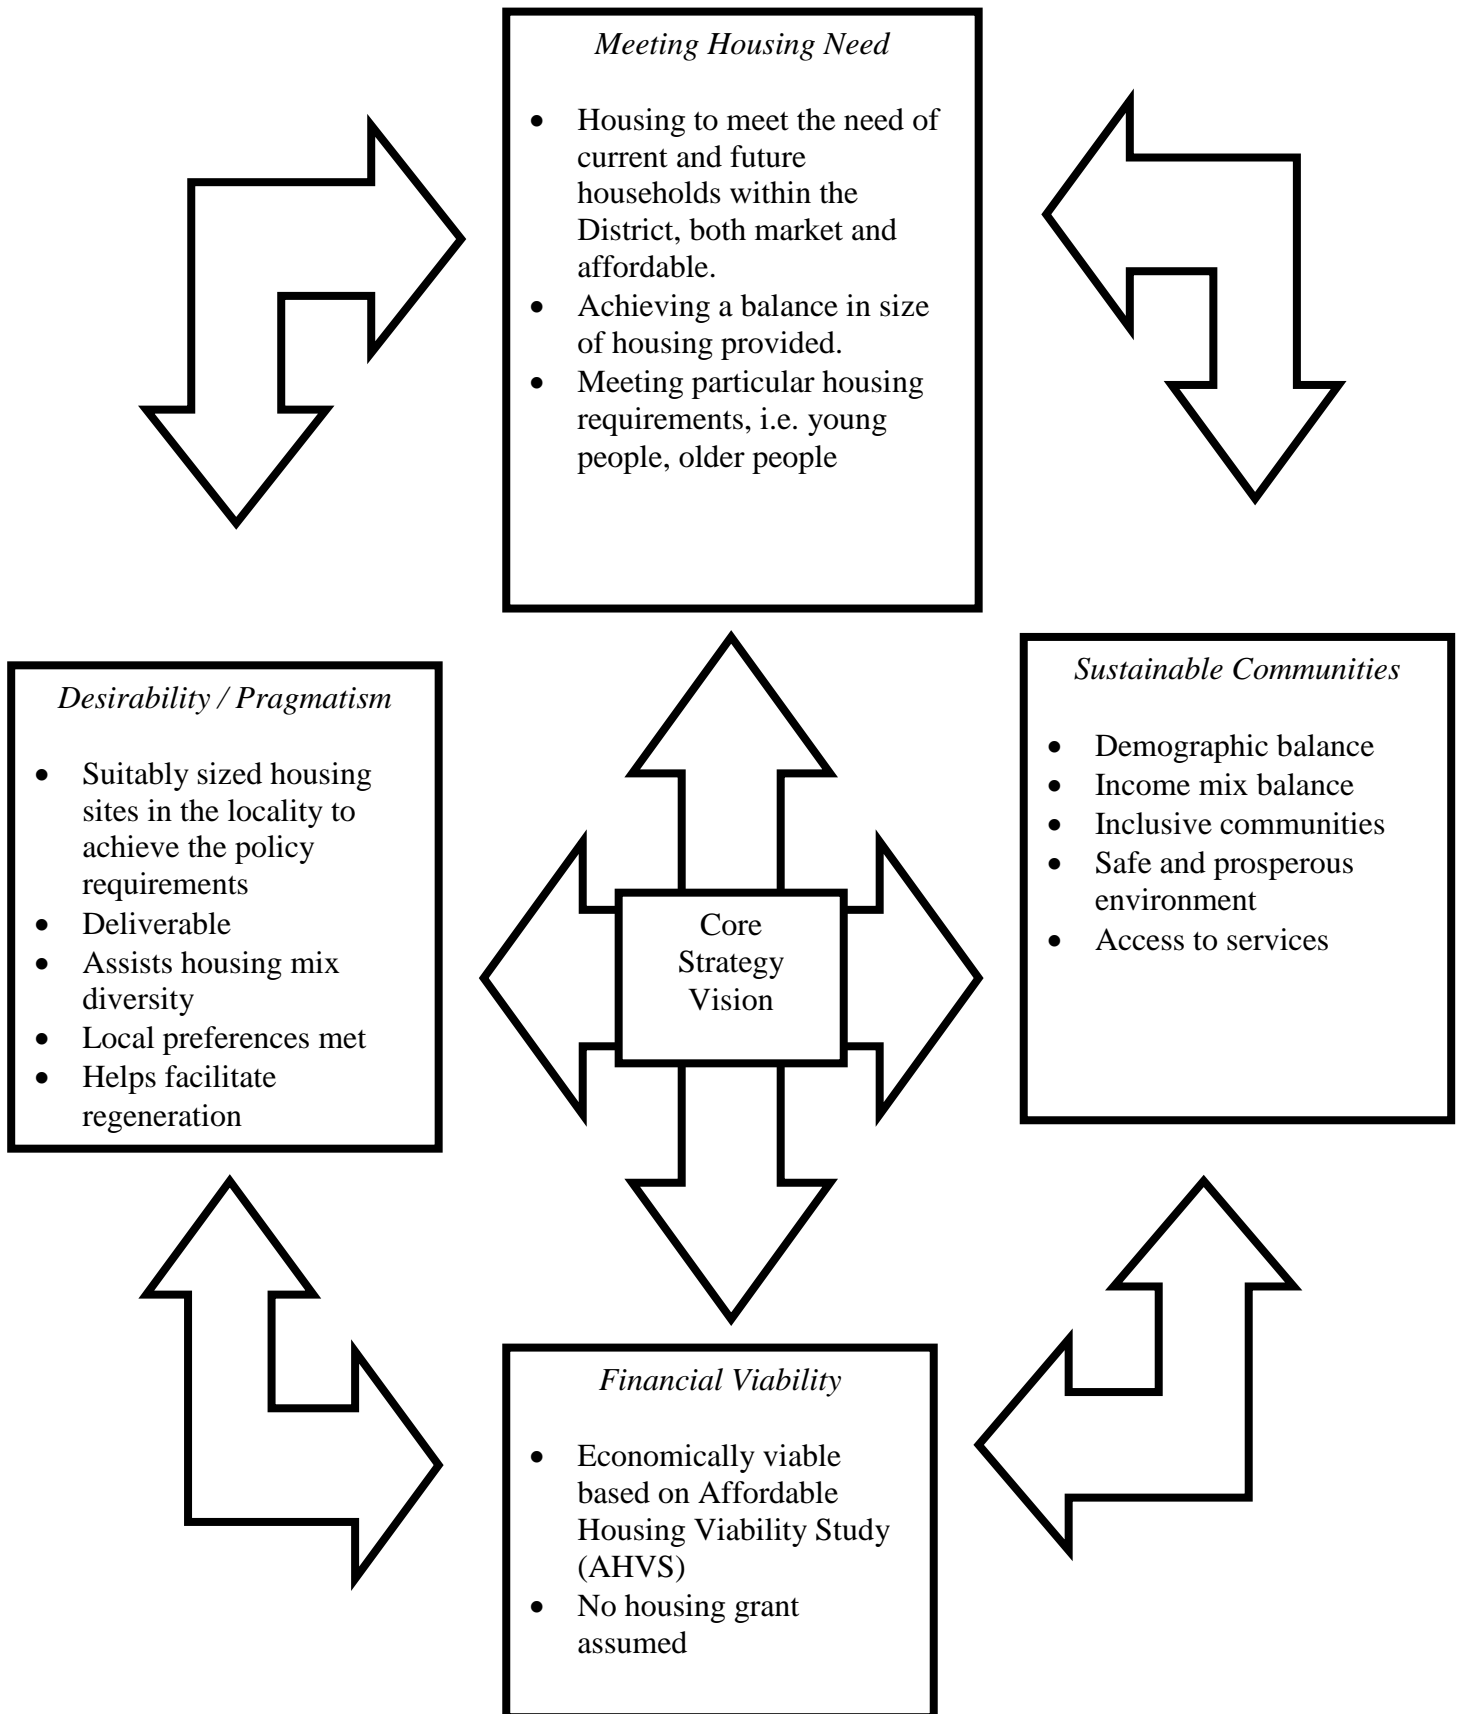 Meeting Housing Need
• Housing to meet the need of
current and future
households within the
District, both market and
affordable.
• Achieving a balance in size
of housing provided.
• Meeting particular housing
requirements, i.e. young
people, older people
Desirability / Pragmatism
• Suitably sized housing
sites in the locality to
achieve the policy
requirements
• Deliverable
• Assists housing mix
diversity
• Local preferences met
• Helps facilitate
regeneration
Core
Strategy
Vision
Sustainable Communities
• Demographic balance
• Income mix balance
• Inclusive communities
• Safe and prosperous
environment
• Access to services
Financial Viability
• Economically viable
based on Affordable
Housing Viability Study
(AHVS)
• No housing grant
assumed